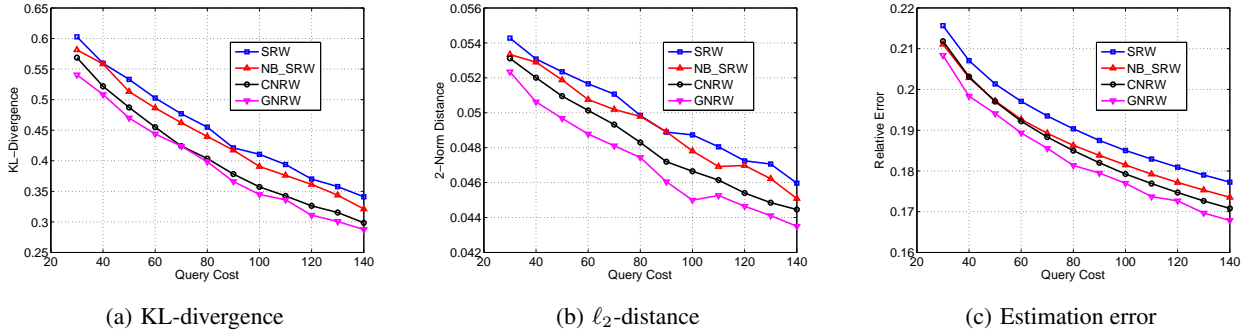 0.65
0.6
0.55
0.5
0.45
0.4
0.35
0.3
0.25
20 40 60 80 100 120 140
Query Cost
KL−Divergence
SRW
NB_SRW
CNRW
GNRW
(a) KL-divergence
0.056
0.054
0.052
0.05
0.048
0.046
0.044
0.042
20 40 60 80 100 120 140
Query Cost
2−Norm Distance
SRW
NB_SRW
CNRW
GNRW
(b) ℓ2-distance
0.22
0.21
0.2
0.19
0.18
0.17
0.16
20 40 60 80 100 120 140
Query Cost
Relative Error
SRW
NB_SRW
CNRW
GNRW
(c) Estimation error